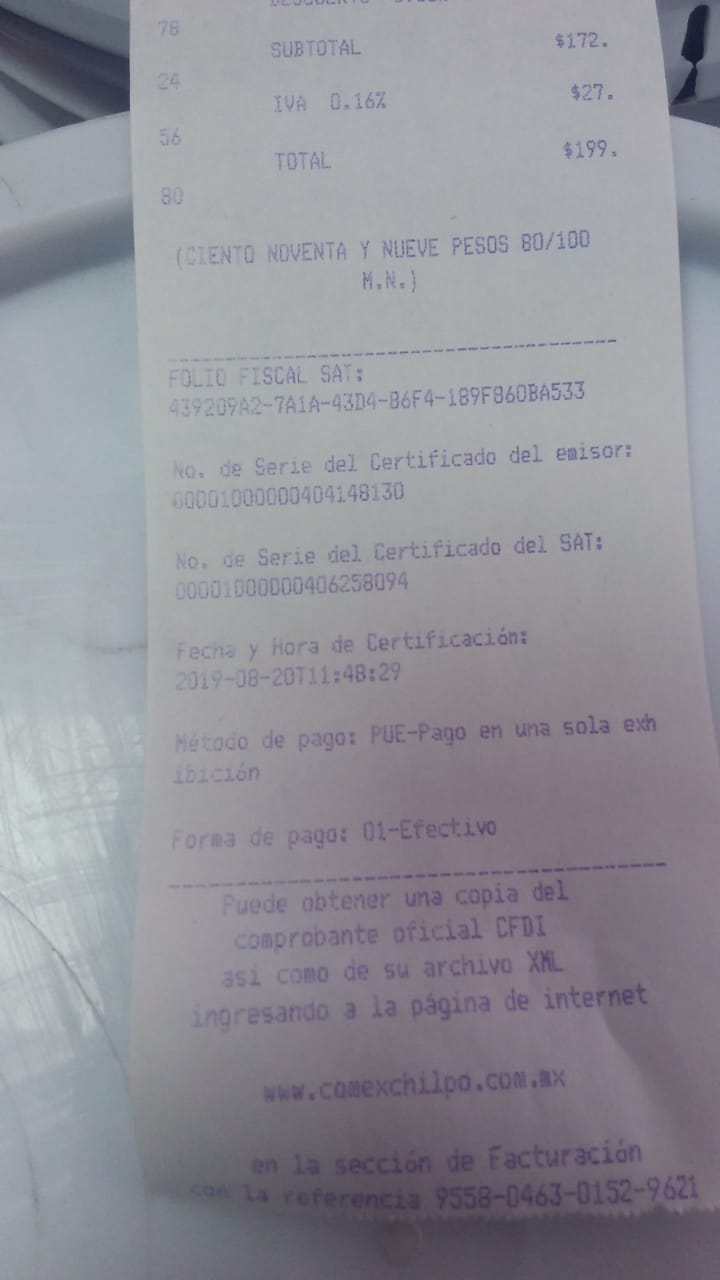 78
SUBTOTAL $172.
24
IVA 0.16% $27.
56
TOTAL $199.
80
(CIENTO NOVENTA Y NUEVE PESOS 80/100
M.N.)
FOLIO FISCAL SAT:
439209A2-7A1A-43D4-86F4-189F860BA533
No. de Serie del Certificado del emisor:
00001000000404148130
No. de Serie del Certificado del SAT:
00001000000406258094
Fecha y Hora de Certificación:
2019-08-20T11:48:29
Método de pago: PUE-Pago en una sola exh
ibición
Forma de pago: 01-Efectivo
Puede obtener una copia del
comprobante oficial CFDI
asi como de su archivo XML
ingresando a la página de internet
www.comexchilpo.com.mx
en la sección de Facturación
con la referencia 9558-0463-0152-9621